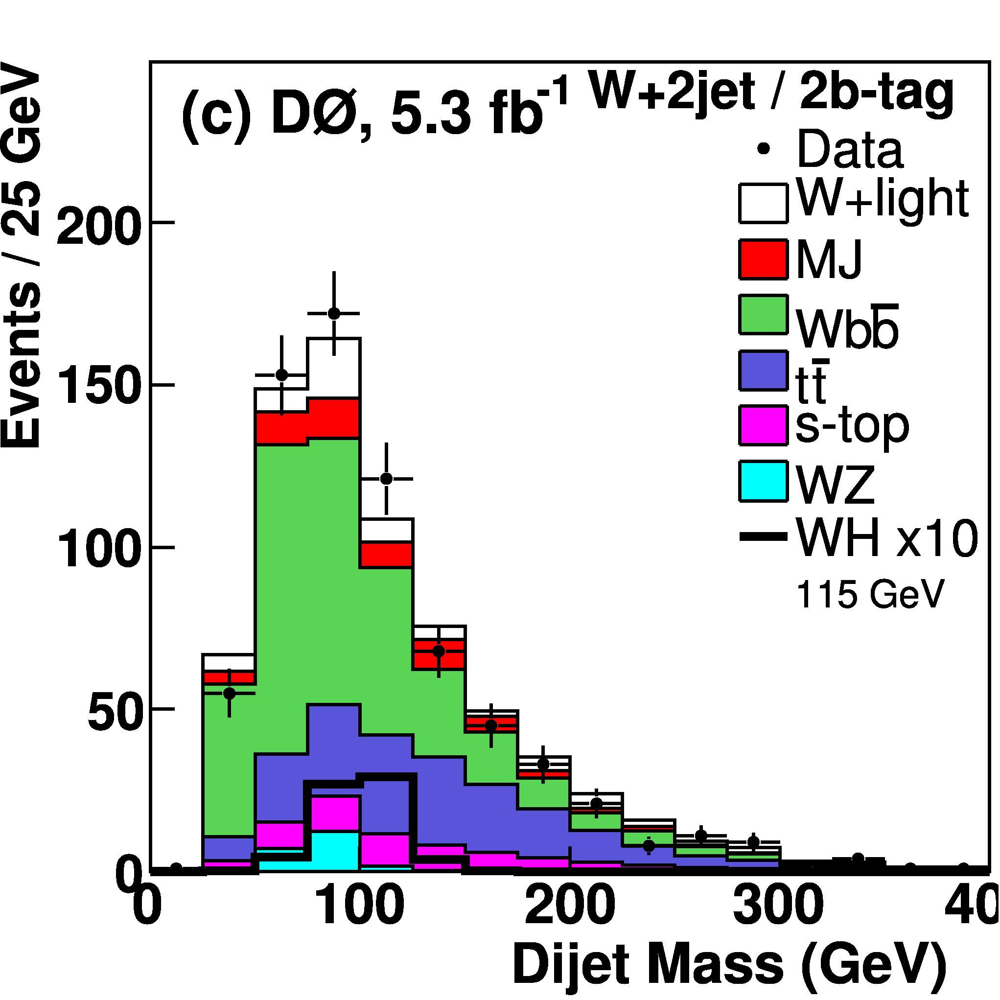 (c) DØ, 5.3 fb⁻¹ W+2jet / 2b-tag
Data
W+light
MJ
Wbb̅
tt̅
s-top
WZ
WH x10
115 GeV
Events / 25 GeV
200
150
100
50
0
0 100 200 300 40
Dijet Mass (GeV)